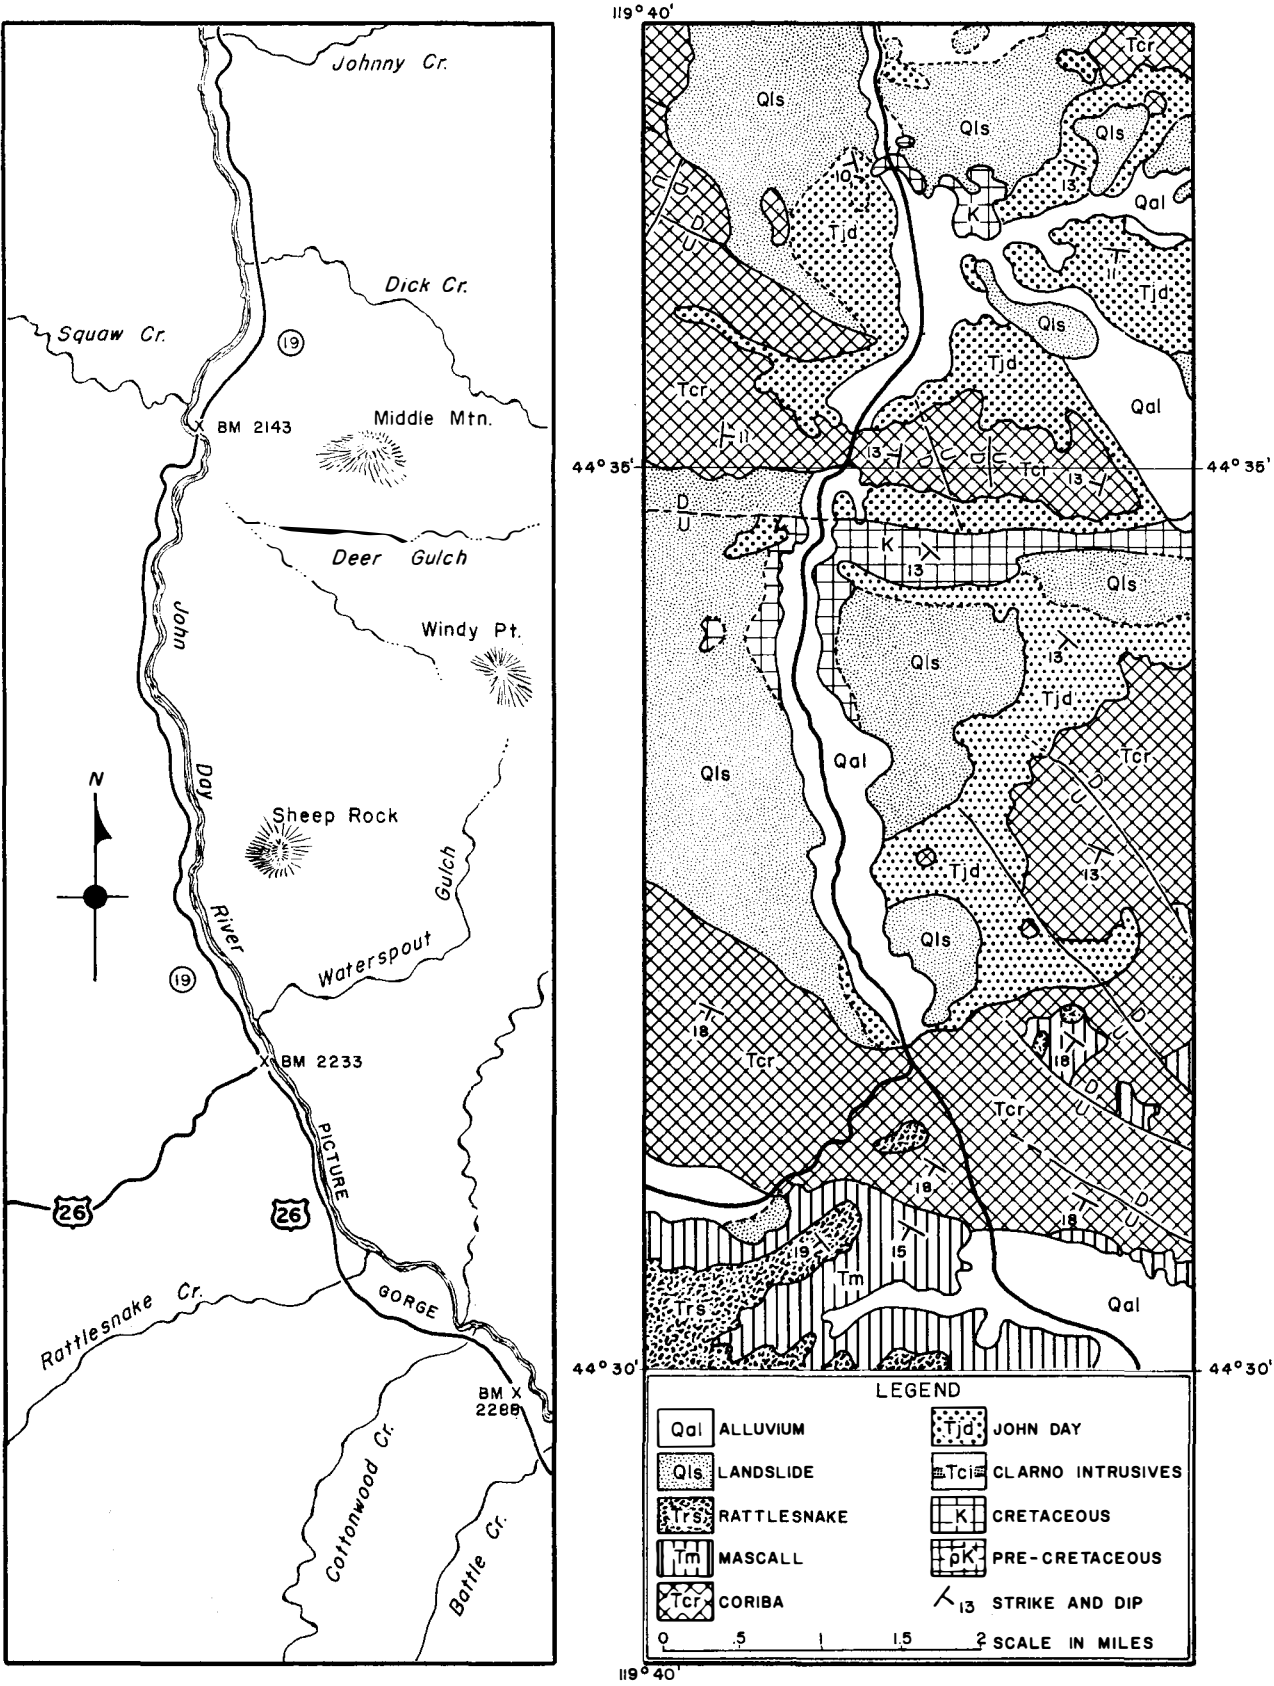 Johnny Cr.
Dick Cr.
Squaw Cr.
19
BM 2143
Middle Mtn.
Deer Gulch
John
Windy Pt.
Day
N
Sheep Rock
Gulch
River
Waterspout
19
BM 2233
PICTURE
26
26
GORGE
Rattlesnake Cr.
BM X
2288
Cottonwood Cr.
Battle Cr.
119° 40'
Tcr
Qls
Qls
Qls
10
13
D
U
D
U
K
Qal
Tjd
11
Tjd
Qls
Tjd
Tcr
Qal
11
13
D
U
D
U
Tcr
13
44° 35'
44° 35'
D
U
K
13
Qls
Qls
13
Tjd
Qls
Qal
Tcr
D
U
Tjd
13
Qls
18
Tcr
D
U
18
D
U
Tcr
18
D
U
18
19
15
Tm
Trs
Qal
44° 30'
44° 30'
LEGEND
Qal ALLUVIUM
Qls LANDSLIDE
Trs RATTLESNAKE
Tm MASCALL
Tcr CORIBA
Tjd JOHN DAY
Tci CLARNO INTRUSIVES
K CRETACEOUS
pK PRE-CRETACEOUS
13 STRIKE AND DIP
0 .5 1 1.5 2 SCALE IN MILES
119° 40'